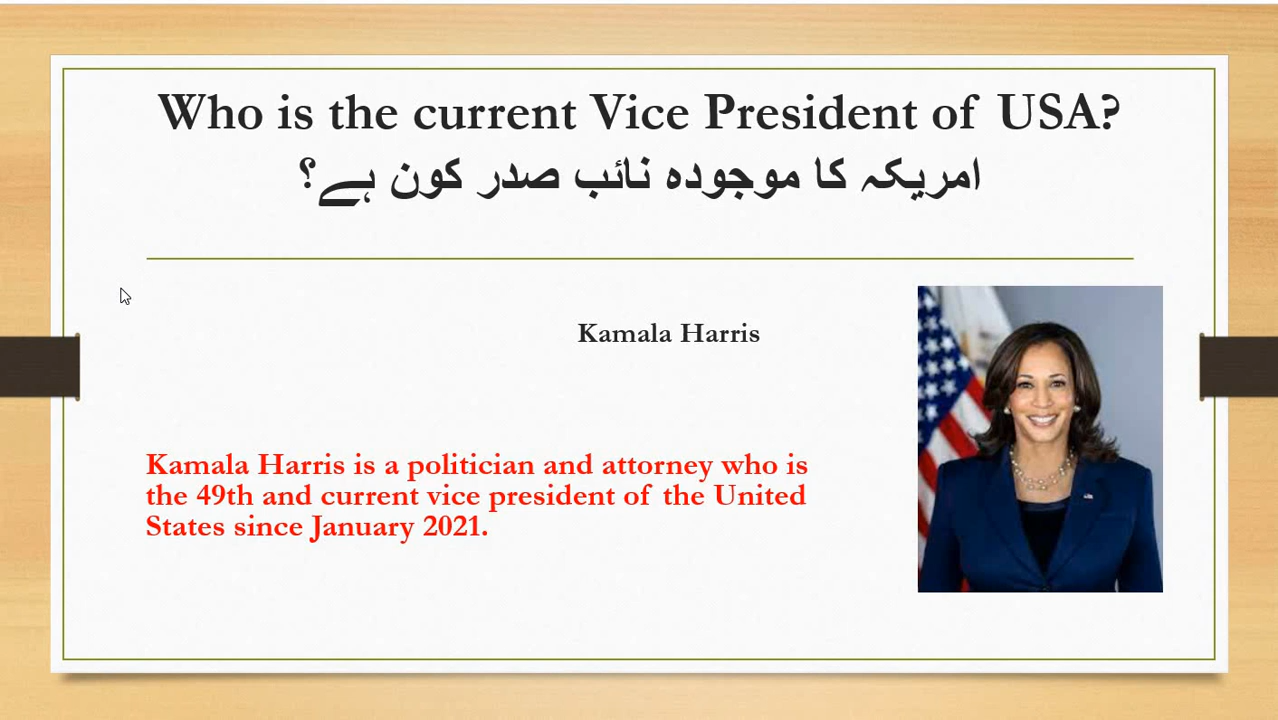 Who is the current Vice President of USA?
امریکہ کا موجودہ نائب صدر کون ہے؟
Kamala Harris
Kamala Harris is a politician and attorney who is
the 49th and current vice president of the United
States since January 2021.